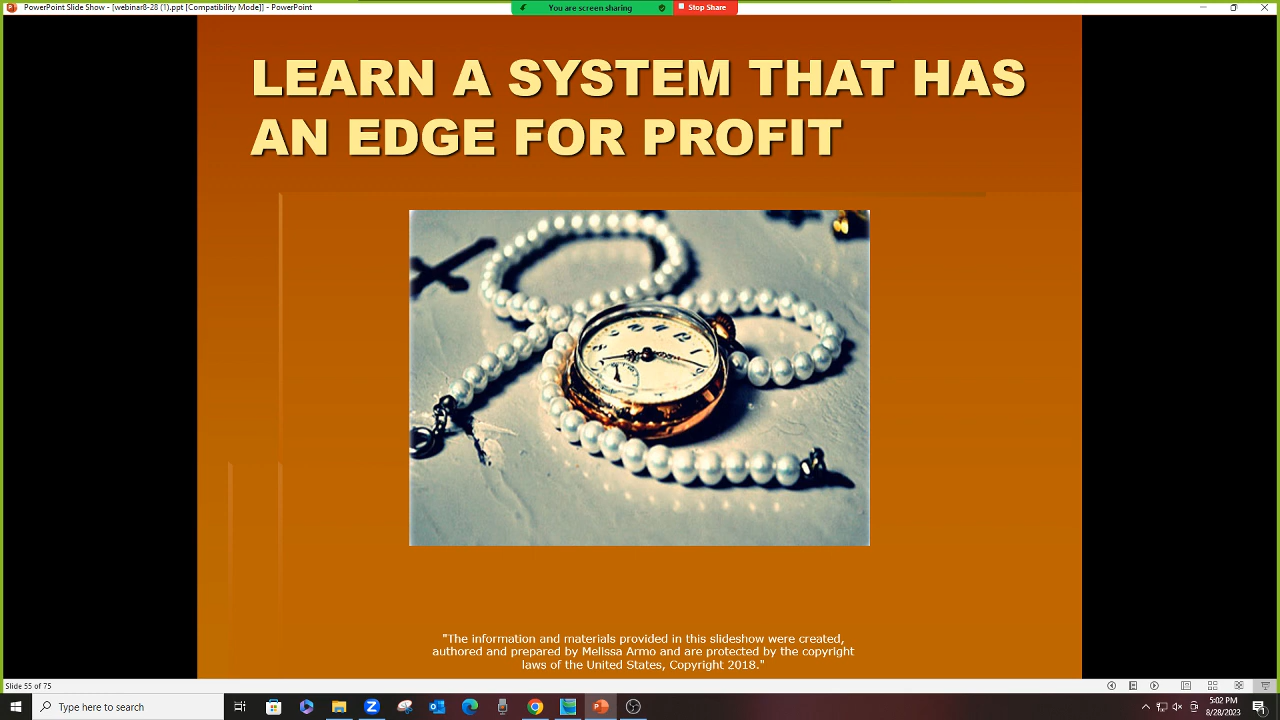 PowerPoint Slide Show - [webinar8-28 (1).ppt [Compatibility Mode]] - PowerPoint
You are screen sharing
Stop Share
LEARN A SYSTEM THAT HAS
AN EDGE FOR PROFIT
"The information and materials provided in this slideshow were created,
authored and prepared by Melissa Armo and are protected by the copyright
laws of the United States, Copyright 2018."
Slide 55 of 75
Type here to search
5:02 PM
8/28/2023